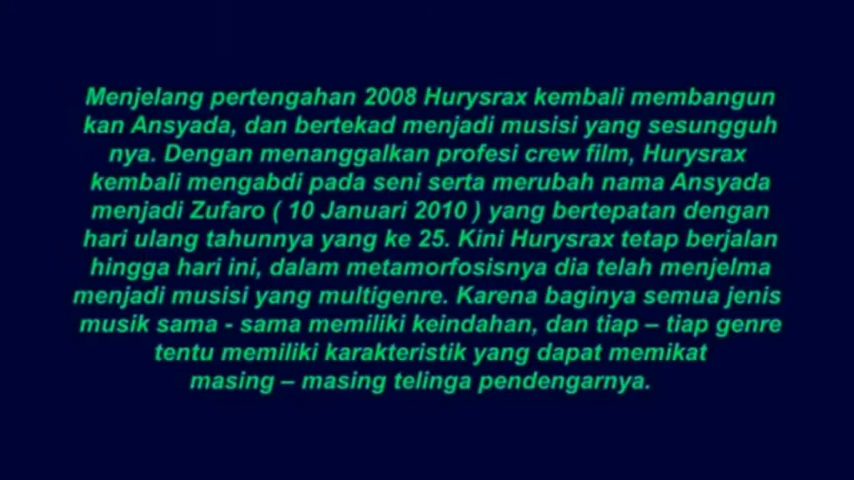 Menjelang pertengahan 2008 Hurysrax kembali membangun
kan Ansyada, dan bertekad menjadi musisi yang sesungguh
nya. Dengan menanggalkan profesi crew film, Hurysrax
kembali mengabdi pada seni serta merubah nama Ansyada
menjadi Zufaro ( 10 Januari 2010 ) yang bertepatan dengan
hari ulang tahunnya yang ke 25. Kini Hurysrax tetap berjalan
hingga hari ini, dalam metamorfosisnya dia telah menjelma
menjadi musisi yang multigenre. Karena baginya semua jenis
musik sama - sama memiliki keindahan, dan tiap – tiap genre
tentu memiliki karakteristik yang dapat memikat
masing – masing telinga pendengarnya.